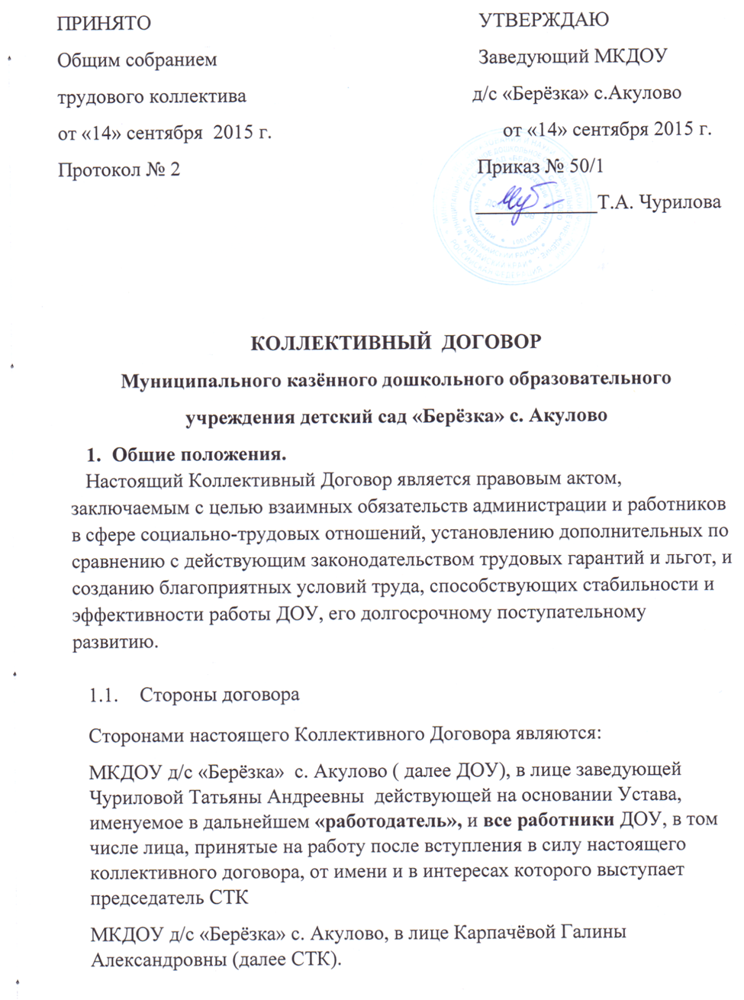 ПРИНЯТО
Общим собранием
трудового коллектива
от «14» сентября 2015 г.
Протокол № 2
УТВЕРЖДАЮ
Заведующий МКДОУ
д/с «Берёзка» с.Акулово
от «14» сентября 2015 г.
Приказ № 50/1
____________Т.А. Чурилова
КОЛЛЕКТИВНЫЙ ДОГОВОР
Муниципального казённого дошкольного образовательного
учреждения детский сад «Берёзка» с. Акулово
1. Общие положения.
Настоящий Коллективный Договор является правовым актом,
заключаемым с целью взаимных обязательств администрации и работников
в сфере социально-трудовых отношений, установлению дополнительных по
сравнению с действующим законодательством трудовых гарантий и льгот, и
созданию благоприятных условий труда, способствующих стабильности и
эффективности работы ДОУ, его долгосрочному поступательному
развитию.
1.1. Стороны договора
Сторонами настоящего Коллективного Договора являются:
МКДОУ д/с «Берёзка» с. Акулово ( далее ДОУ), в лице заведующей
Чуриловой Татьяны Андреевны действующей на основании Устава,
именуемое в дальнейшем «работодатель», и все работники ДОУ, в том
числе лица, принятые на работу после вступления в силу настоящего
коллективного договора, от имени и в интересах которого выступает
председатель СТК
МКДОУ д/с «Берёзка» с. Акулово, в лице Карпачёвой Галины
Александровны (далее СТК).